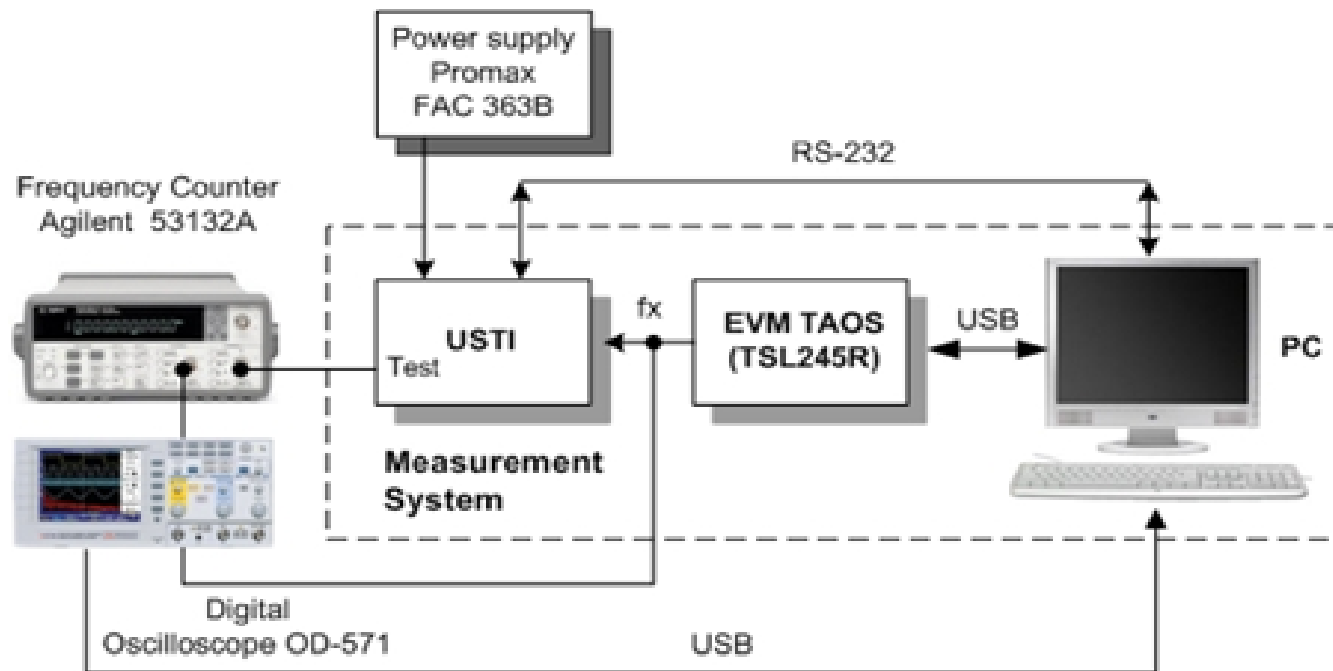 Power supply
Promax
FAC 363B
RS-232
Frequency Counter
Agilent 53132A
fx
USTI
Test
EVM TAOS
(TSL245R)
USB
PC
Measurement
System
Digital
Oscilloscope OD-571
USB